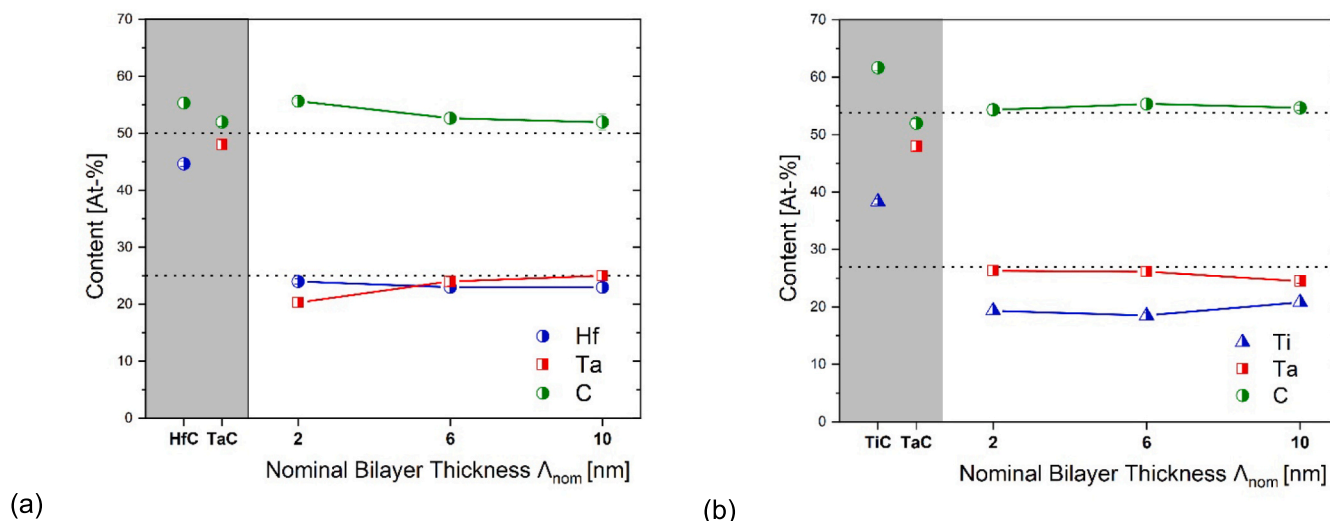 70
60
50
40
30
20
10
0
Content [At-%]
Hf
Ta
C
HfC TaC 2 6 10
Nominal Bilayer Thickness Λnom [nm]
(a)
70
60
50
40
30
20
10
0
Content [At-%]
Ti
Ta
C
TiC TaC 2 6 10
Nominal Bilayer Thickness Λnom [nm]
(b)